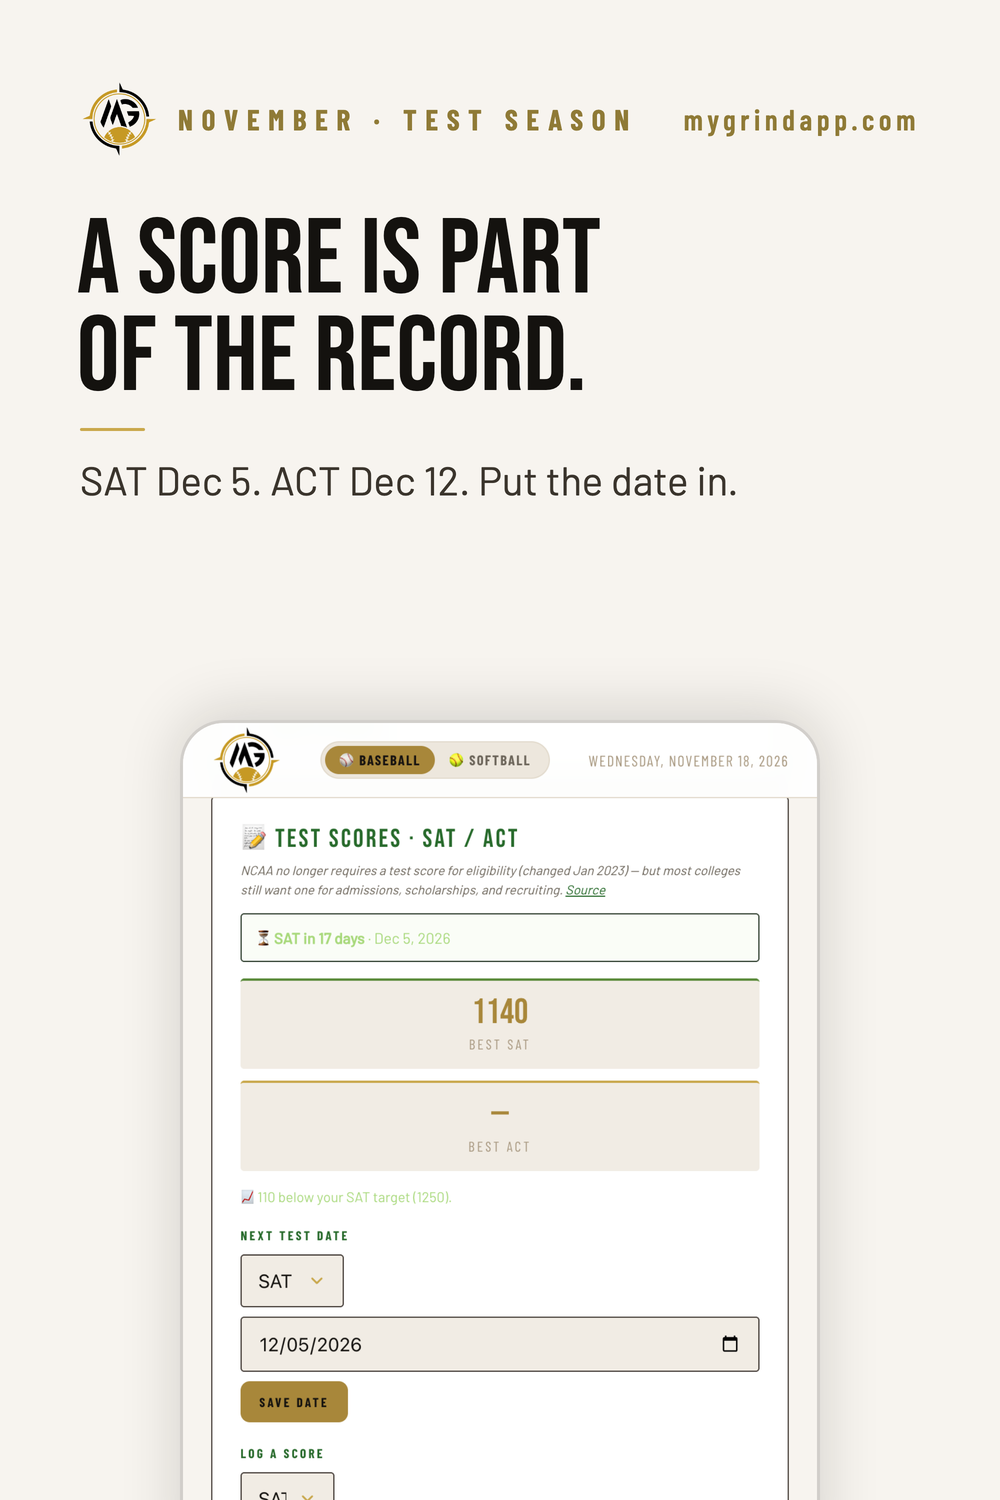 MG
NOVEMBER · TEST SEASON
mygrindapp.com
A SCORE IS PART
OF THE RECORD.
SAT Dec 5. ACT Dec 12. Put the date in.
MG
BASEBALL
SOFTBALL
WEDNESDAY, NOVEMBER 18, 2026
TEST SCORES · SAT / ACT
NCAA no longer requires a test score for eligibility (changed Jan 2023) — but most colleges
still want one for admissions, scholarships, and recruiting. Source
SAT in 17 days · Dec 5, 2026
1140
BEST SAT
—
BEST ACT
110 below your SAT target (1250).
NEXT TEST DATE
SAT
12/05/2026
SAVE DATE
LOG A SCORE
SAT